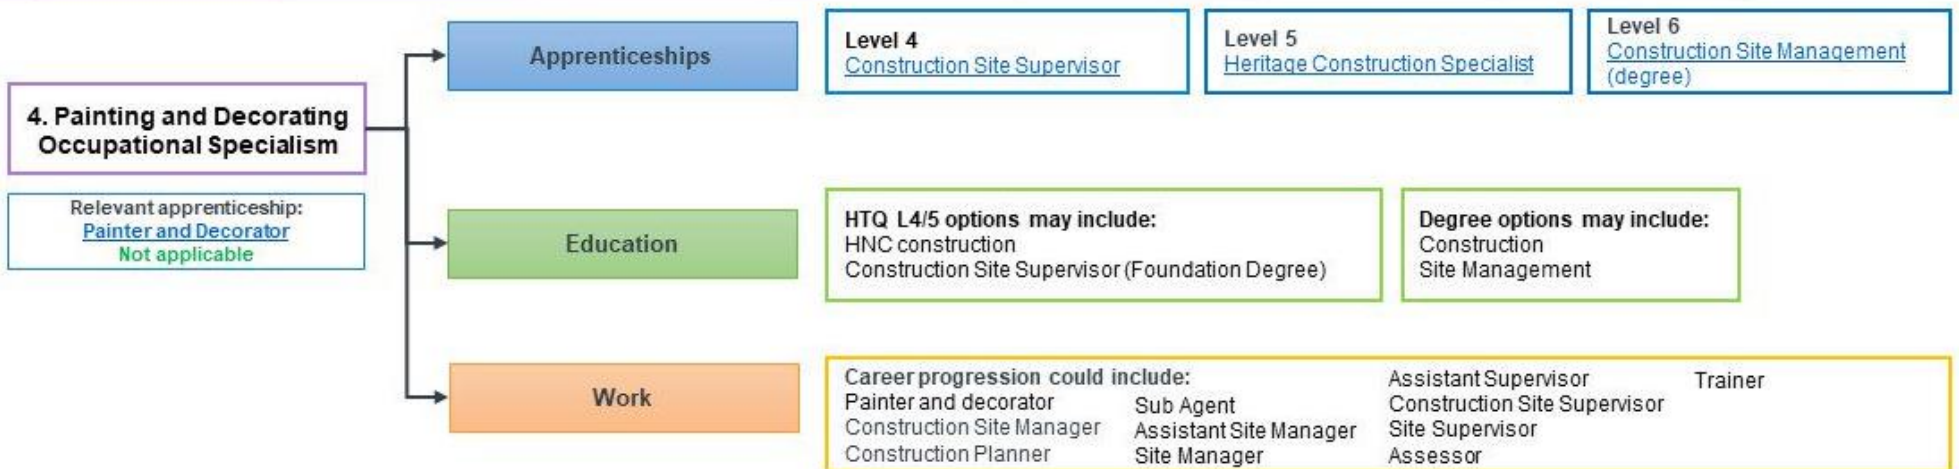 4. Painting and Decorating
Occupational Specialism
Relevant apprenticeship:
Painter and Decorator
Not applicable
Apprenticeships
Level 4
Construction Site Supervisor
Level 5
Heritage Construction Specialist
Level 6
Construction Site Management
(degree)
Education
HTQ L4/5 options may include:
HNC construction
Construction Site Supervisor (Foundation Degree)
Degree options may include:
Construction
Site Management
Work
Career progression could include:
Painter and decorator
Construction Site Manager
Construction Planner
Sub Agent
Assistant Site Manager
Site Manager
Assistant Supervisor
Construction Site Supervisor
Site Supervisor
Assessor
Trainer